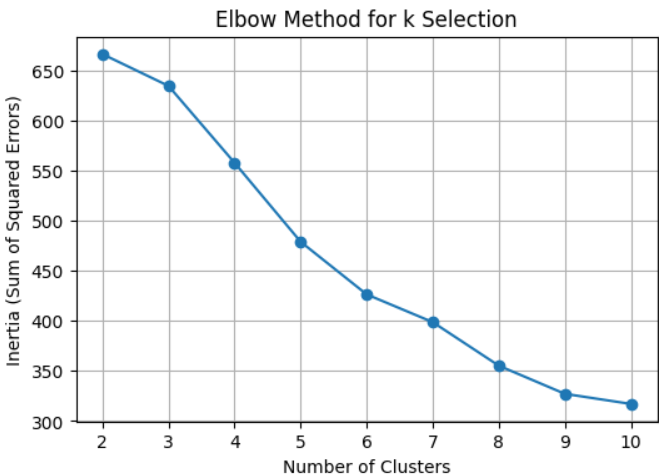 Elbow Method for k Selection
Inertia (Sum of Squared Errors)
650
600
550
500
450
400
350
300
2 3 4 5 6 7 8 9 10
Number of Clusters